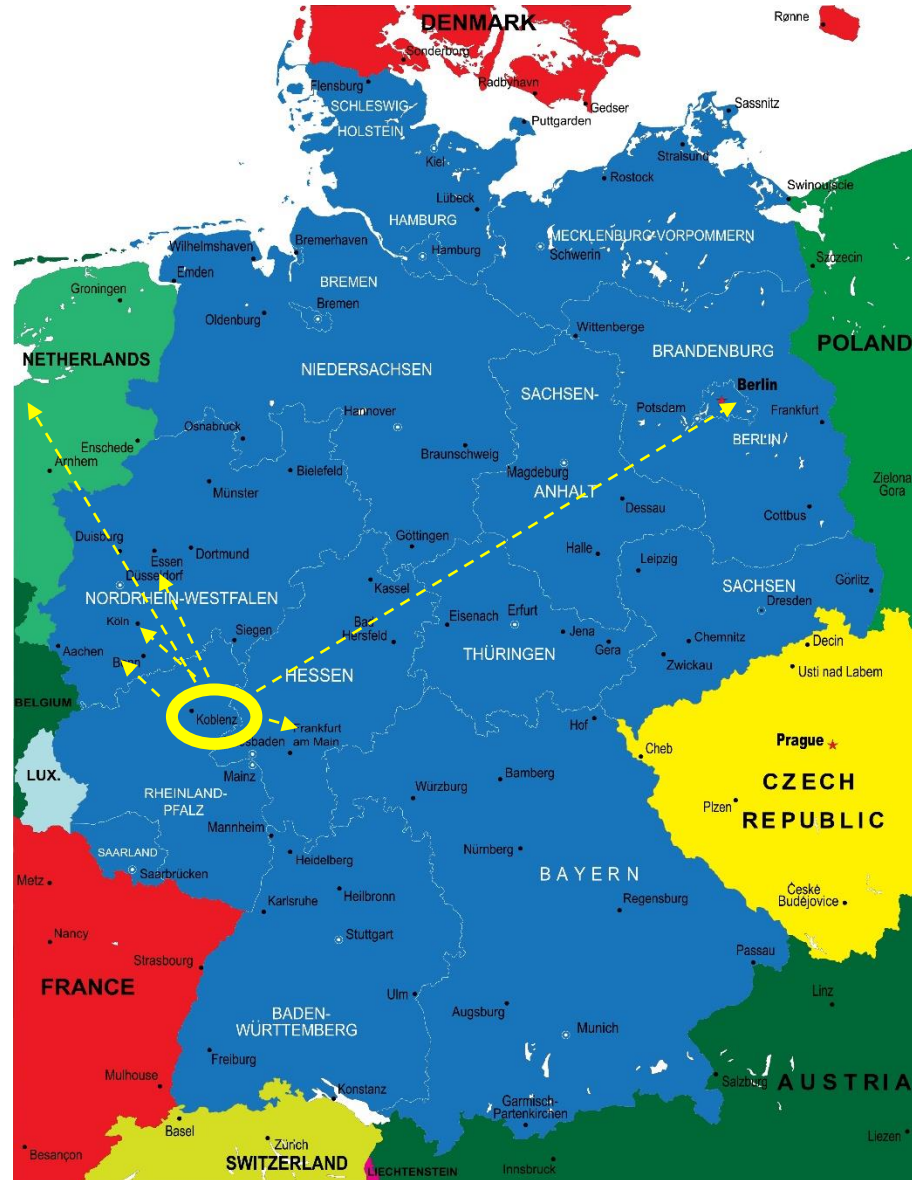 DENMARK
Rønne
Sonderborg
Flensburg
Radbyhavn
Gedser
Sassnitz
SCHLESWIG-
HOLSTEIN
Puttgarden
Kiel
Stralsund
Rostock
Swinoujscie
Lübeck
HAMBURG
MECKLENBURG-VORPOMMERN
Wilhelmshaven
Bremerhaven
Hamburg
Schwerin
Szczecin
Emden
Groningen
BREMEN
Bremen
Oldenburg
Wittenberge
NETHERLANDS
NIEDERSACHSEN
BRANDENBURG
POLAND
SACHSEN-
Berlin
Hannover
Potsdam
Frankfurt
Osnabrück
BERLIN
Enschede
Braunschweig
Arnhem
Bielefeld
Magdeburg
Zielona
Gora
Münster
ANHALT
Dessau
Cottbus
Duisburg
Göttingen
Essen
Dortmund
Halle
Leipzig
Düsseldorf
Kassel
SACHSEN
Görlitz
NORDRHEIN-WESTFALEN
Eisenach
Erfurt
Dresden
Köln
Siegen
Bad
Hersfeld
Jena
Chemnitz
Decin
Aachen
Bonn
THÜRINGEN
Gera
Zwickau
Usti nad Labem
HESSEN
BELGIUM
Koblenz
Hof
Frankfurt
am Main
Prague
Cheb
Mainz
LUX.
Bamberg
CZECH
Würzburg
RHEINLAND-
PFALZ
Plzen
REPUBLIC
Mannheim
SAARLAND
Nürnberg
Heidelberg
Saarbrücken
BAYERN
Metz
Heilbronn
České
Budějovice
Karlsruhe
Regensburg
Nancy
Stuttgart
Passau
Strasbourg
FRANCE
Ulm
Linz
Augsburg
BADEN-
WÜRTTEMBERG
Munich
Freiburg
Mulhouse
Konstanz
Salzburg
AUSTRIA
Garmisch-
Partenkirchen
Basel
Zürich
Liezen
Besançon
SWITZERLAND
LIECHTENSTEIN
Innsbruck